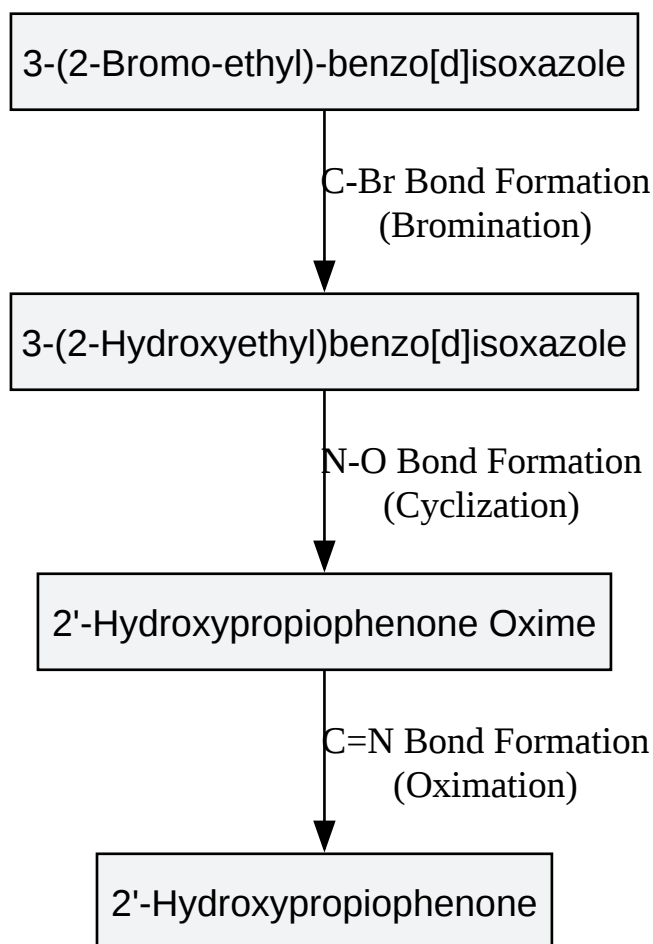 3-(2-Bromo-ethyl)-benzo[d]isoxazole
C-Br Bond Formation
(Bromination)
3-(2-Hydroxyethyl)benzo[d]isoxazole
N-O Bond Formation
(Cyclization)
2'-Hydroxypropiophenone Oxime
C=N Bond Formation
(Oximation)
2'-Hydroxypropiophenone